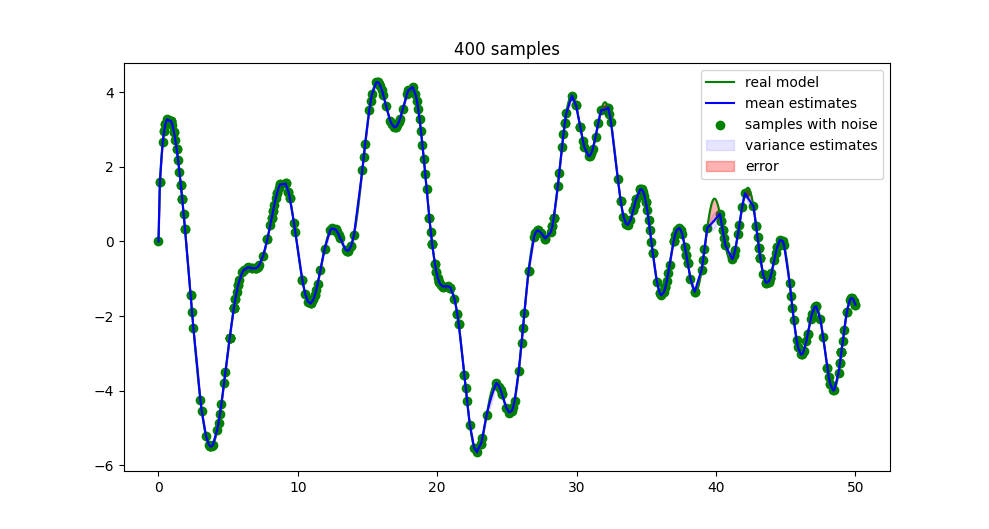 400 samples
real model
mean estimates
samples with noise
variance estimates
error
4
2
0
−2
−4
−6
0 10 20 30 40 50